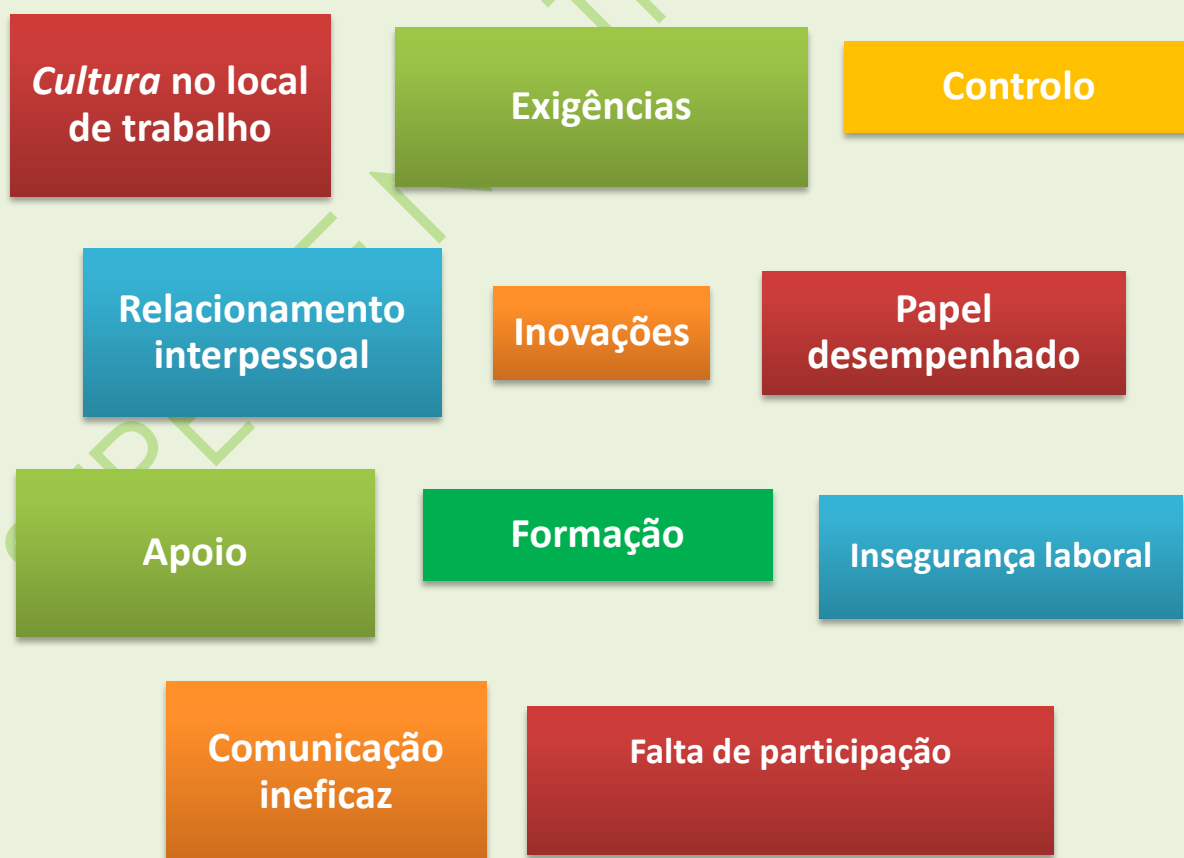 Cultura no local
de trabalho
Exigências
Controlo
Relacionamento
interpessoal
Inovações
Papel
desempenhado
Apoio
Formação
Insegurança laboral
Comunicação
ineficaz
Falta de participação